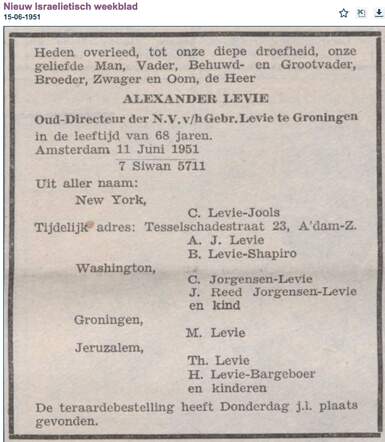 Nieuw Israelietisch weekblad
15-06-1951
Heden overleed, tot onze diepe droefheid, onze
geliefde Man, Vader, Behuwd- en Grootvader,
Broeder, Zwager en Oom, de Heer
ALEXANDER LEVIE
Oud-Directeur der N.V. v/h Gebr. Levie te Groningen
in de leeftijd van 68 jaren.
Amsterdam 11 Juni 1951
7 Siwan 5711
Uit aller naam:
New York,
C. Levie-Jools
Tijdelijk adres: Tesselschadestraat 23, A'dam-Z.
A. J. Levie
B. Levie-Shapiro
Washington,
C. Jorgensen-Levie
J. Reed Jorgensen-Levie
en kind
Groningen,
M. Levie
Jeruzalem,
Th. Levie
H. Levie-Bargeboer
en kinderen
De teraardebestelling heeft Donderdag j.l. plaats
gevonden.